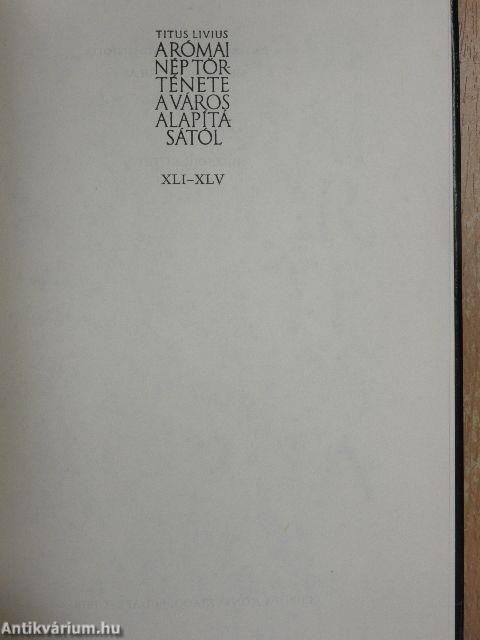 TITUS LIVIUS
A RÓMAI
NÉP TÖR-
TÉNETE
A VÁROS
ALAPÍTÁ-
SÁTÓL
XLI–XLV
Antikvárium.hu